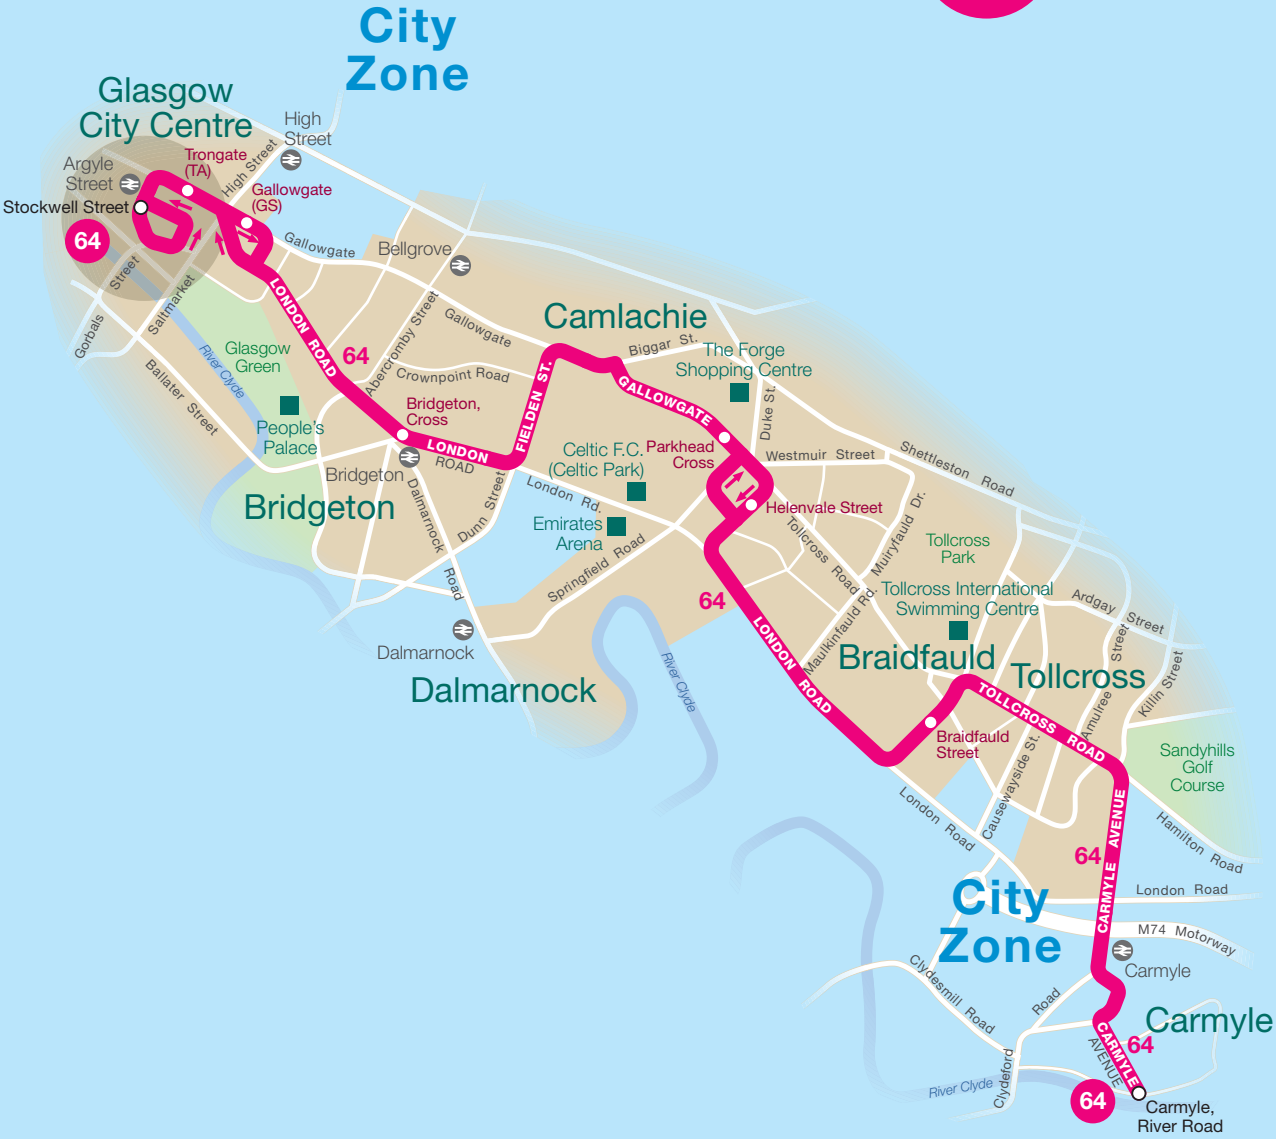 City
Zone
Glasgow
City Centre
High
Street
Argyle
Street
Trongate
(TA)
High Street
Gallowgate
(GS)
Stockwell Street
64
Gallowgate
Bellgrove
Street
Saltmarket
Gorbals
LONDON ROAD
64
Abercromby Street
Gallowgate
Camlachie
Biggar St.
The Forge
Shopping Centre
Glasgow
Green
River Clyde
Ballater Street
Crownpoint Road
FIELDEN ST.
GALLOWGATE
Duke St.
People's
Palace
Bridgeton,
Cross
LONDON
ROAD
Bridgeton
Bridgeton
Celtic F.C.
(Celtic Park)
Parkhead
Cross
Westmuir Street
Shettleston Road
Dalmarnock
Road
Dunn Street
London Rd.
Emirates
Arena
Springfield Road
Helenvale Street
Tollcross Road
Muiryfauld Dr.
Tollcross
Park
Tollcross International
Swimming Centre
Ardgay Street
64
Maulkinfauld Rd.
Dalmarnock
Dalmarnock
River Clyde
LONDON ROAD
Braidfauld
Tollcross
TOLLCROSS ROAD
Amulree Street
Killin Street
Braidfauld
Street
Causewayside St.
Sandyhills
Golf
Course
London Road
Hamilton Road
64
CARMYLE AVENUE
City
Zone
London Road
M74 Motorway
Carmyle
Clydesmill Road
Road
Clydeford
Carmyle
64
CARMYLE
AVENUE
River Clyde
64
Carmyle,
River Road